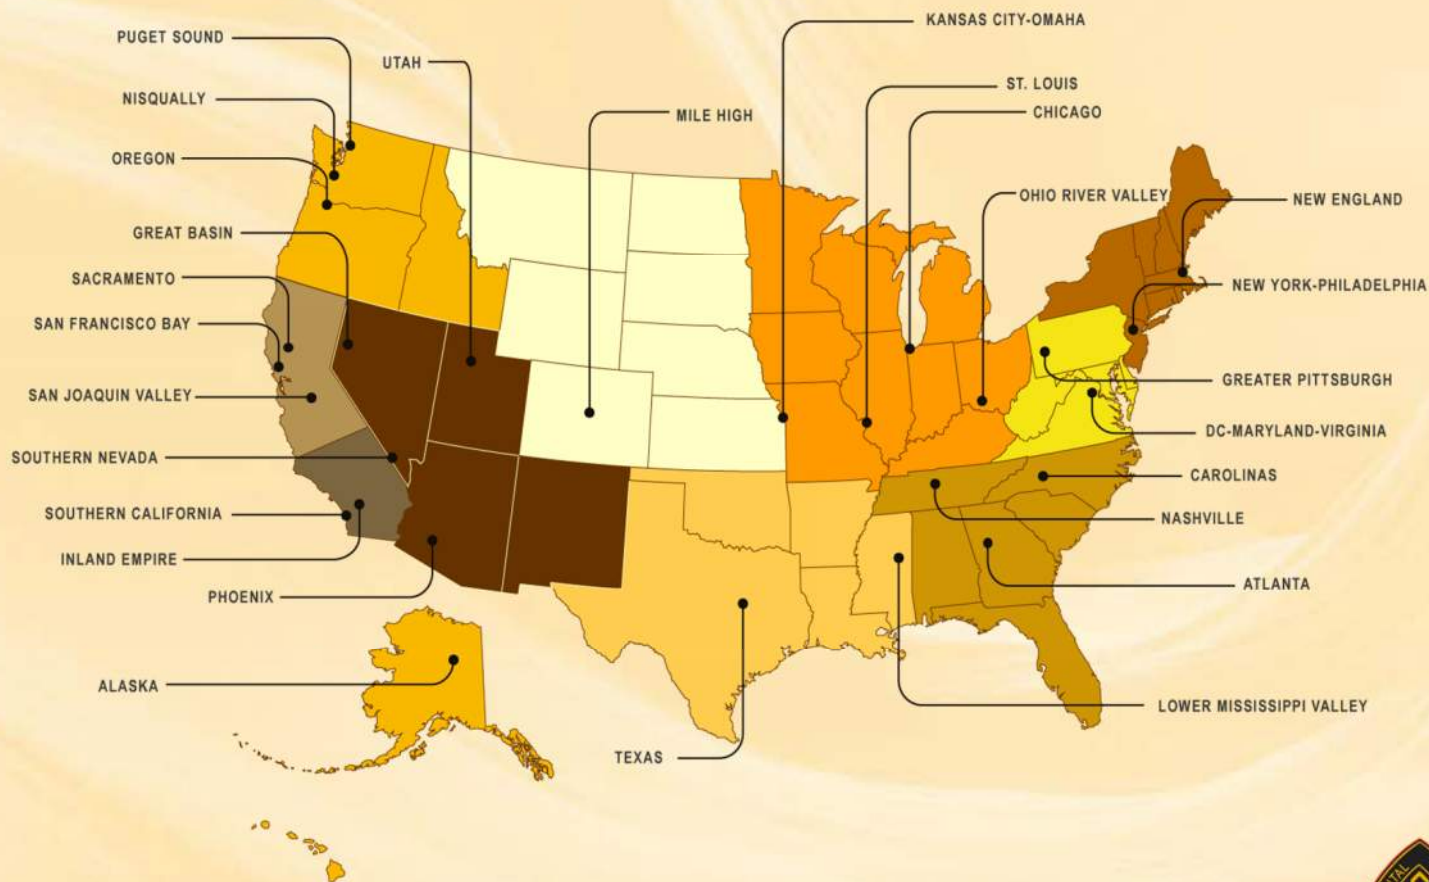 KANSAS CITY-OMAHA
PUGET SOUND
UTAH
ST. LOUIS
NISQUALLY
CHICAGO
MILE HIGH
OREGON
OHIO RIVER VALLEY
NEW ENGLAND
GREAT BASIN
SACRAMENTO
NEW YORK-PHILADELPHIA
SAN FRANCISCO BAY
GREATER PITTSBURGH
SAN JOAQUIN VALLEY
DC-MARYLAND-VIRGINIA
SOUTHERN NEVADA
CAROLINAS
SOUTHERN CALIFORNIA
NASHVILLE
INLAND EMPIRE
ATLANTA
PHOENIX
ALASKA
LOWER MISSISSIPPI VALLEY
TEXAS